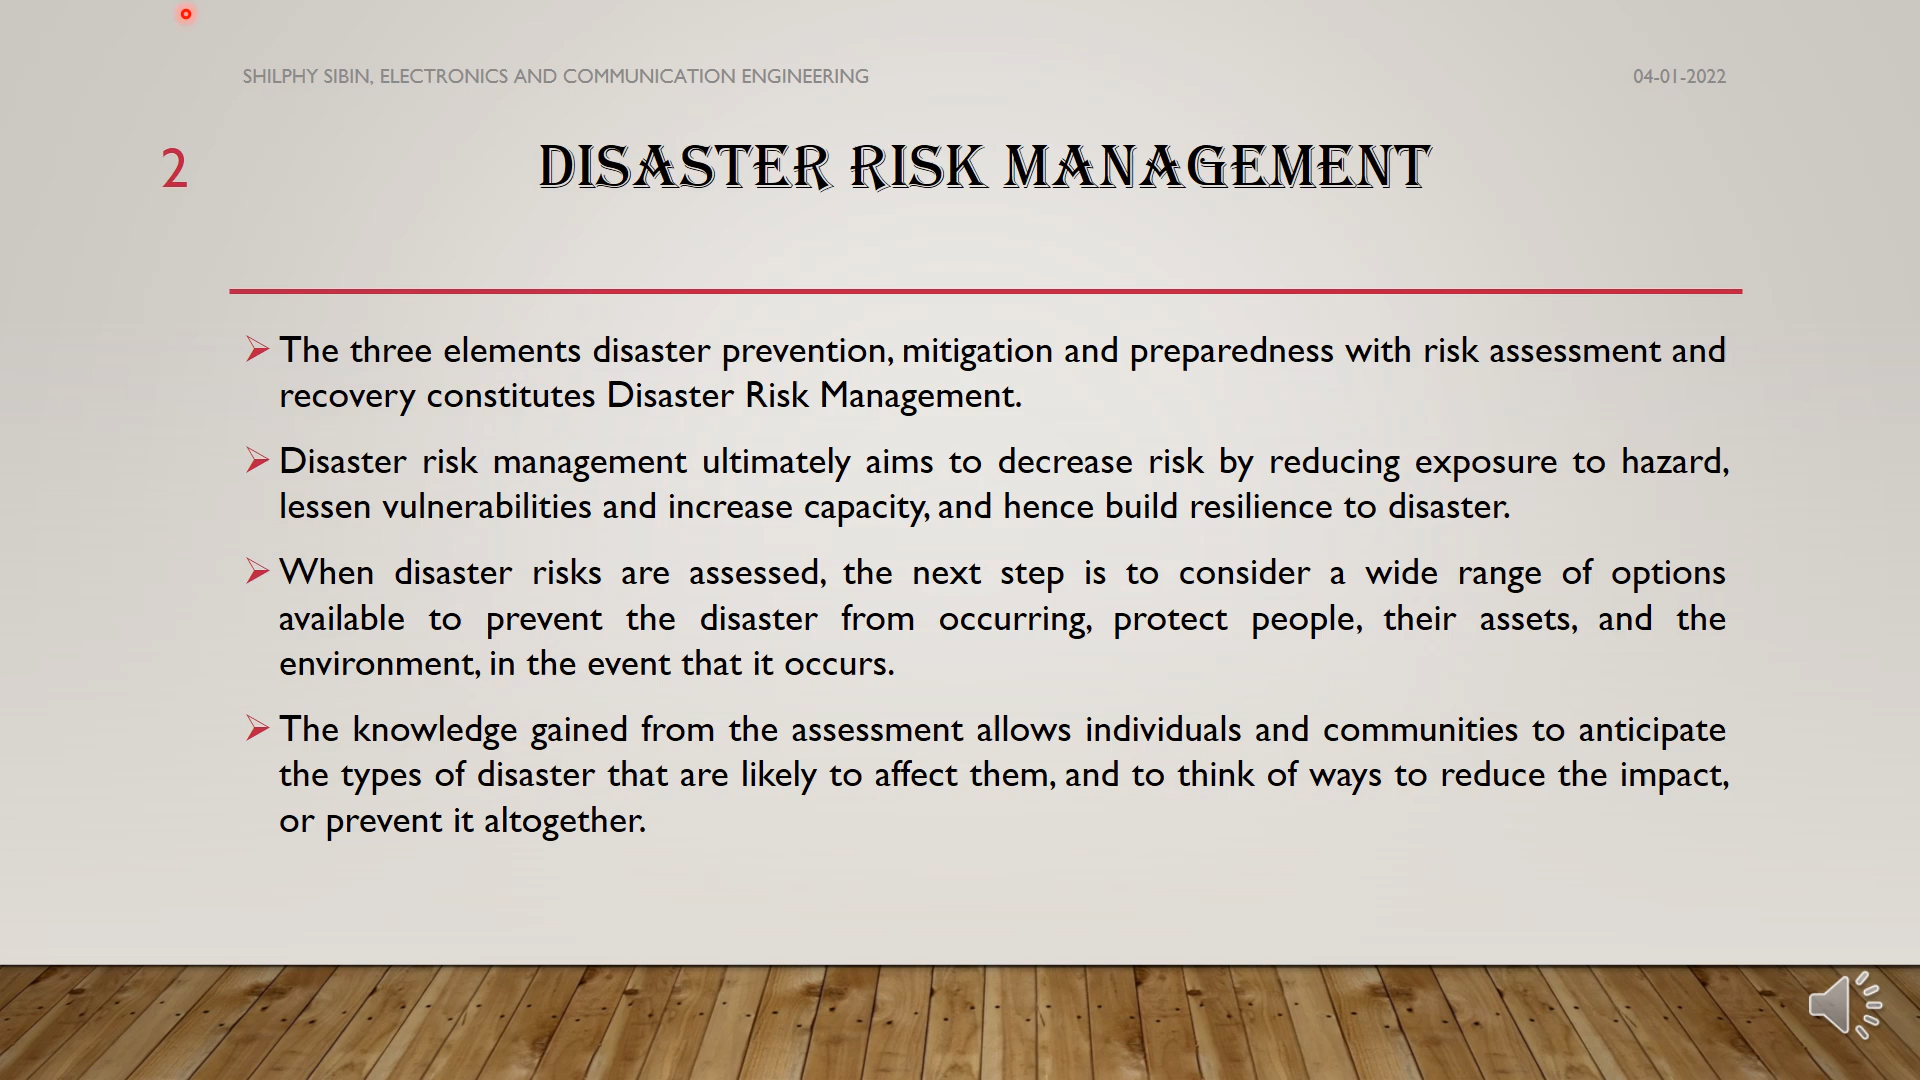 SHILPHY SIBIN, ELECTRONICS AND COMMUNICATION ENGINEERING
04-01-2022
2
DISASTER RISK MANAGEMENT
The three elements disaster prevention, mitigation and preparedness with risk assessment and
recovery constitutes Disaster Risk Management.
Disaster risk management ultimately aims to decrease risk by reducing exposure to hazard,
lessen vulnerabilities and increase capacity, and hence build resilience to disaster.
When disaster risks are assessed, the next step is to consider a wide range of options
available to prevent the disaster from occurring, protect people, their assets, and the
environment, in the event that it occurs.
The knowledge gained from the assessment allows individuals and communities to anticipate
the types of disaster that are likely to affect them, and to think of ways to reduce the impact,
or prevent it altogether.